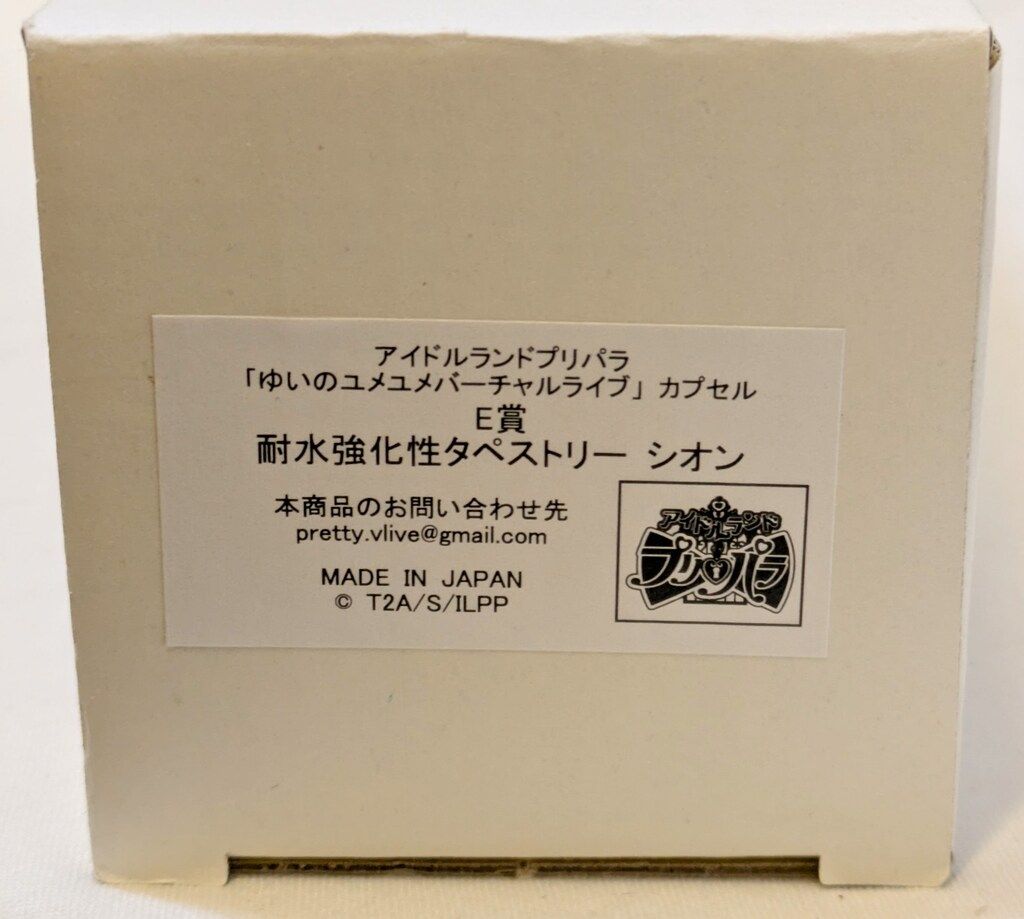 アイドルランドプリパラ
「ゆいのユメユメバーチャルライブ」カプセル
E賞
耐水強化性タペストリー シオン
本商品のお問い合わせ先
pretty.vlive@gmail.com
MADE IN JAPAN
© T2A/S/ILPP
アイドルランド
プリパラ